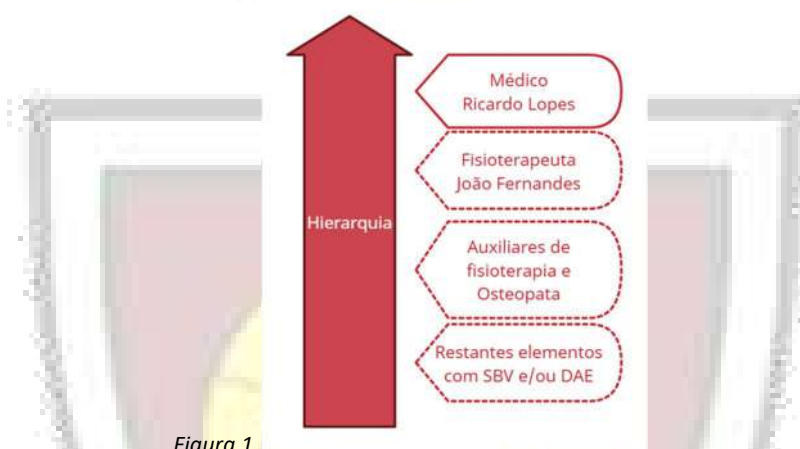 Médico
Ricardo Lopes
Fisioterapeuta
João Fernandes
Hierarquia
Auxiliares de
fisioterapia e
Osteopata
Restantes elementos
com SBV e/ou DAE
Figura 1